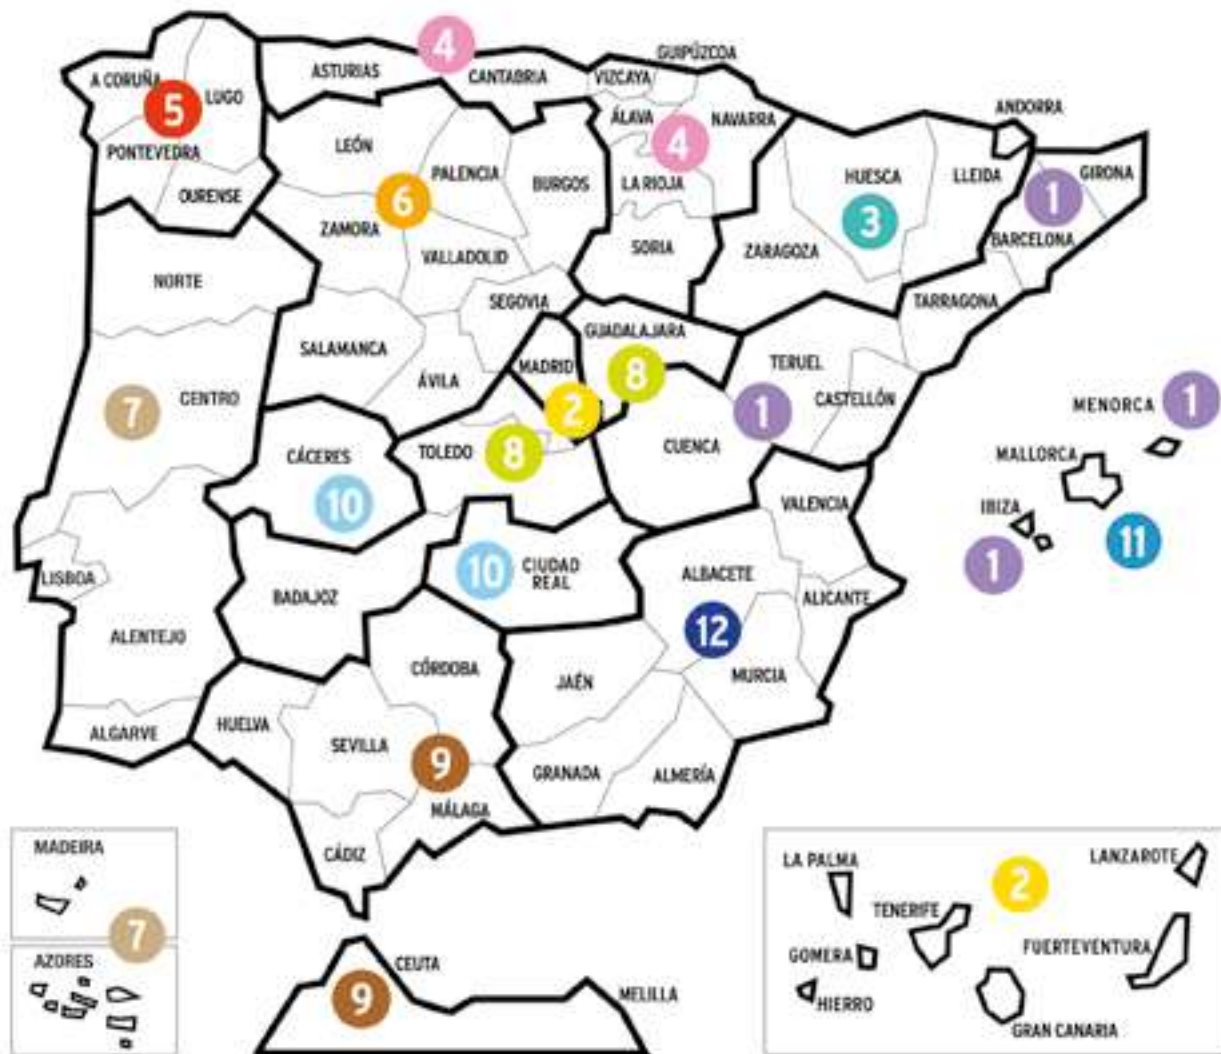 4
GUIPÚZCOA
ASTURIAS
CANTABRIA
VIZCAYA
A CORUÑA
LUGO
5
ÁLAVA
NAVARRA
ANDORRA
LEÓN
4
PONTEVEDRA
PALENCIA
BURGOS
LA RIOJA
HUESCA
LLEIDA
GIRONA
1
OURENSE
6
3
ZAMORA
BARCELONA
SORIA
ZARAGOZA
VALLADOLID
NORTE
SEGOVIA
TARRAGONA
GUADALAJARA
SALAMANCA
MADRID
TERUEL
ÁVILA
8
7
CENTRO
2
1
CASTELLÓN
MENORCA
1
CÁCERES
TOLEDO
8
CUENCA
MALLORCA
10
VALENCIA
IBIZA
11
1
LISBOA
10
CIUDAD
REAL
ALBACETE
BADAJOZ
ALICANTE
ALENTEJO
12
CÓRDOBA
JAÉN
MURCIA
HUELVA
ALGARVE
SEVILLA
9
GRANADA
ALMERÍA
MÁLAGA
CÁDIZ
MADEIRA
7
AZORES
CEUTA
9
MELILLA
LA PALMA
LANZAROTE
2
TENERIFE
GOMERA
FUERTEVENTURA
HIERRO
GRAN CANARIA